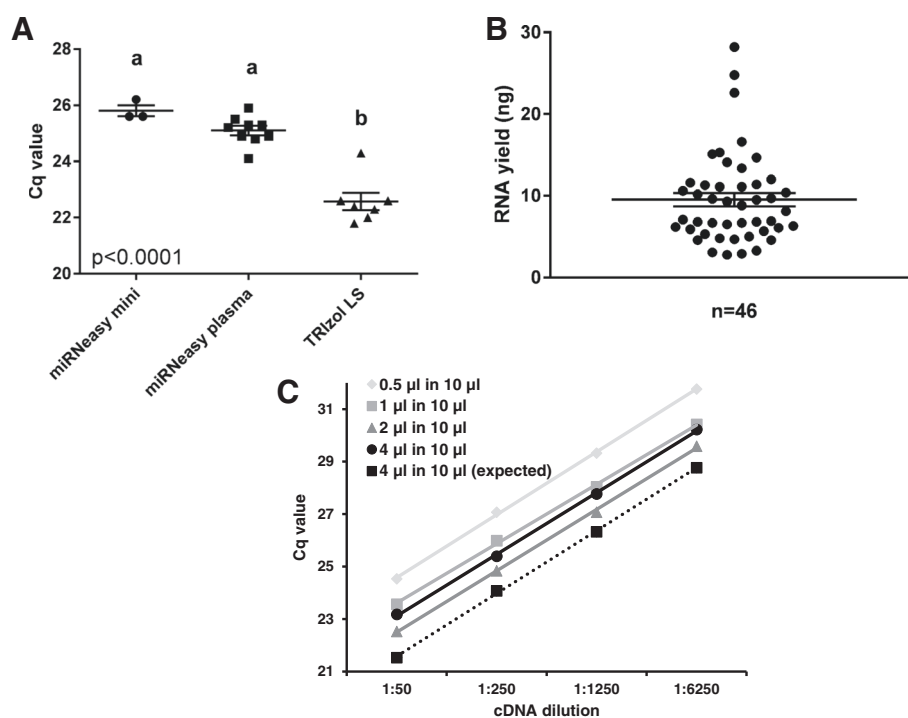 A
Cq value
28
26
24
22
20
a
a
b
p<0.0001
miRNeasy mini
miRNeasy plasma
TRIzol LS
B
RNA yield (ng)
30
20
10
0
n=46
C
0.5 µl in 10 µl
1 µl in 10 µl
2 µl in 10 µl
4 µl in 10 µl
4 µl in 10 µl (expected)
Cq value
31
29
27
25
23
21
1:50
1:250
1:1250
1:6250
cDNA dilution